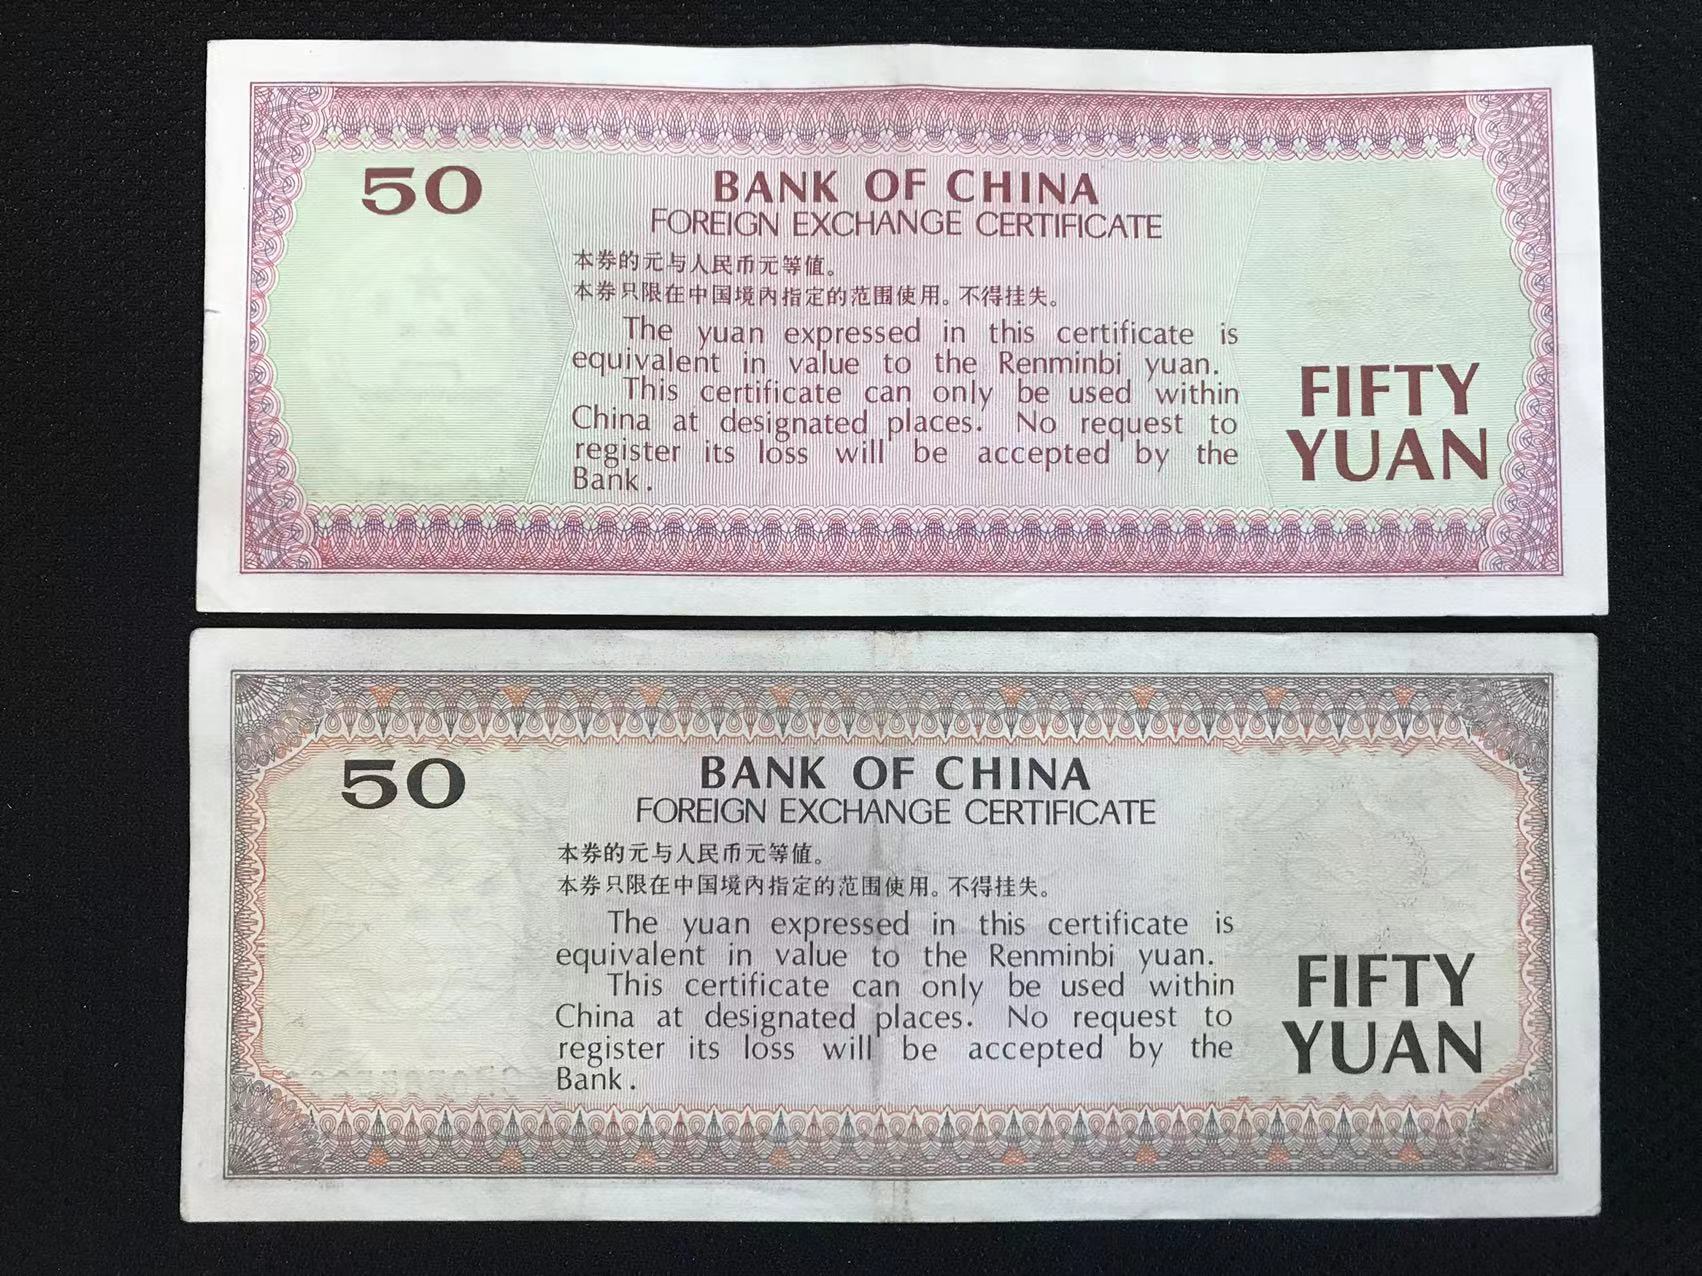 50
BANK OF CHINA
FOREIGN EXCHANGE CERTIFICATE
本券的元与人民币元等值。
本券只限在中国境内指定的范围使用。不得挂失。
The yuan expressed in this certificate is
equivalent in value to the Renminbi yuan.
This certificate can only be used within
China at designated places. No request to
register its loss will be accepted by the
Bank.
FIFTY
YUAN
50
BANK OF CHINA
FOREIGN EXCHANGE CERTIFICATE
本券的元与人民币元等值。
本券只限在中国境内指定的范围使用。不得挂失。
The yuan expressed in this certificate is
equivalent in value to the Renminbi yuan.
This certificate can only be used within
China at designated places. No request to
register its loss will be accepted by the
Bank.
FIFTY
YUAN